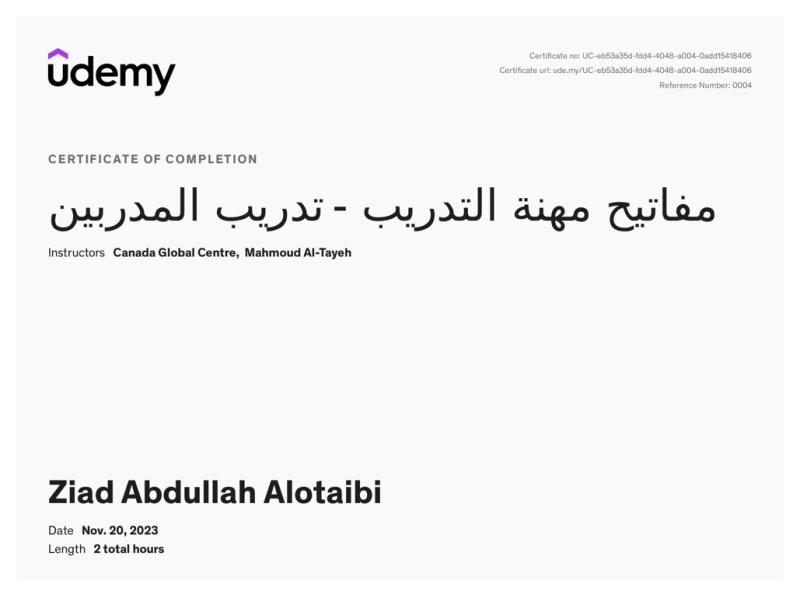 udemy
Certificate no: UC-eb53a35d-fdd4-4048-a004-0add15418406
Certificate url: ude.my/UC-eb53a35d-fdd4-4048-a004-0add15418406
Reference Number: 0004
CERTIFICATE OF COMPLETION
مفاتيح مهنة التدريب - تدريب المدربين
Instructors Canada Global Centre, Mahmoud Al-Tayeh
Ziad Abdullah Alotaibi
Date Nov. 20, 2023
Length 2 total hours